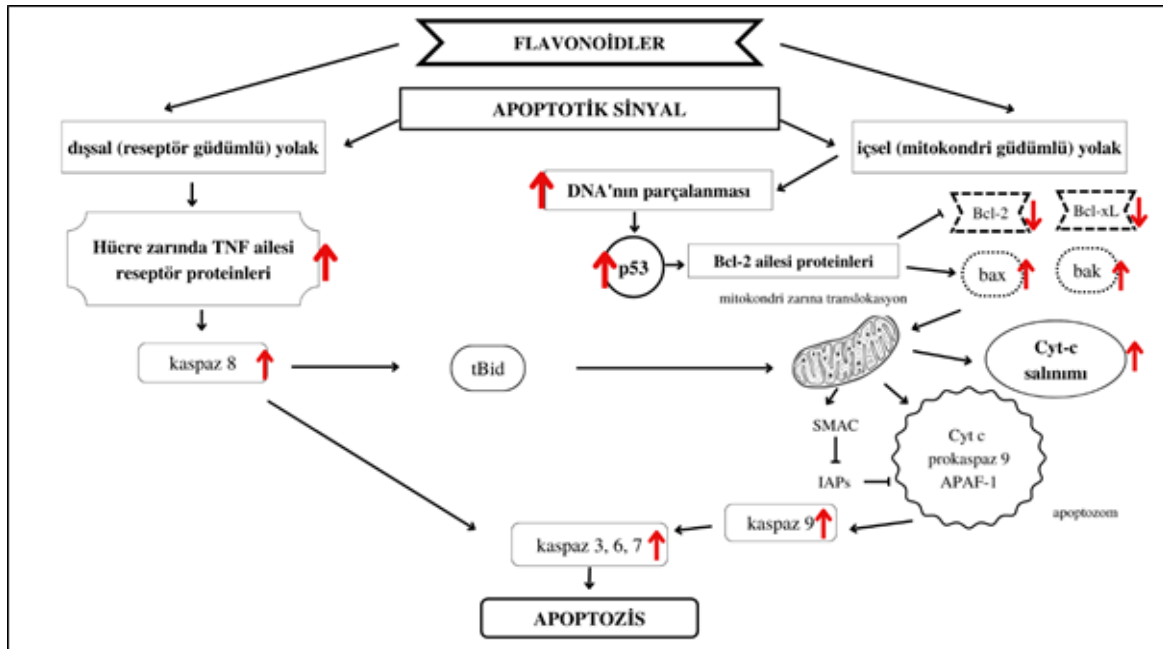 FLAVONOİDLER
APOPTOTİK SİNYAL
dışsal (reseptör güdümlü) yolak
içsel (mitokondri güdümlü) yolak
DNA'nın parçalanması
Bcl-2
Bcl-xL
Hücre zarında TNF ailesi
reseptör proteinleri
p53
Bcl-2 ailesi proteinleri
bax
bak
mitokondri zarına translokasyon
kaspaz 8
tBid
Cyt-c
salınımı
SMAC
IAPs
Cyt c
prokaspaz 9
APAF-1
apoptozom
kaspaz 9
kaspaz 3, 6, 7
APOPTOZİS